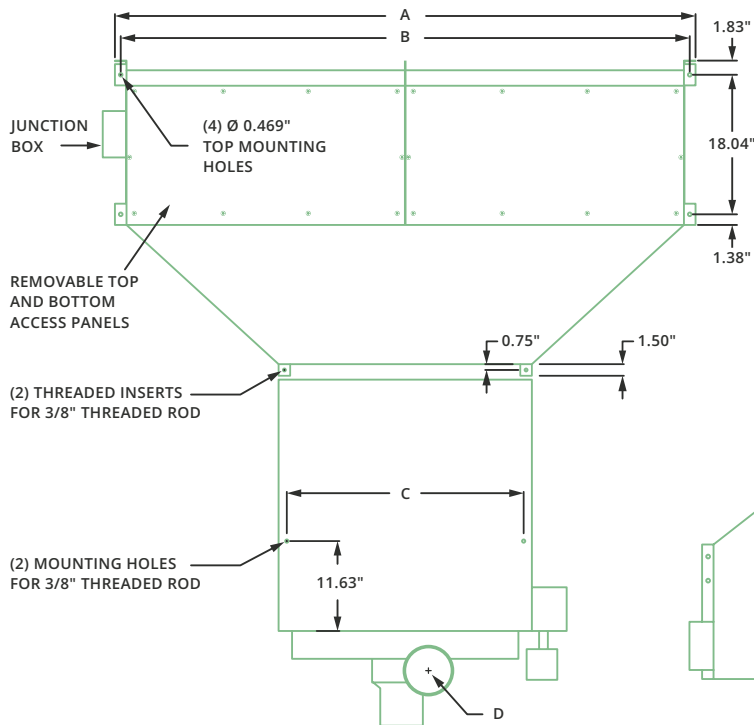 A
B
1.83"
JUNCTION
BOX
(4) Ø 0.469"
TOP MOUNTING
HOLES
18.04"
1.38"
REMOVABLE TOP
AND BOTTOM
ACCESS PANELS
0.75"
1.50"
(2) THREADED INSERTS
FOR 3/8" THREADED ROD
C
(2) MOUNTING HOLES
FOR 3/8" THREADED ROD
11.63"
D